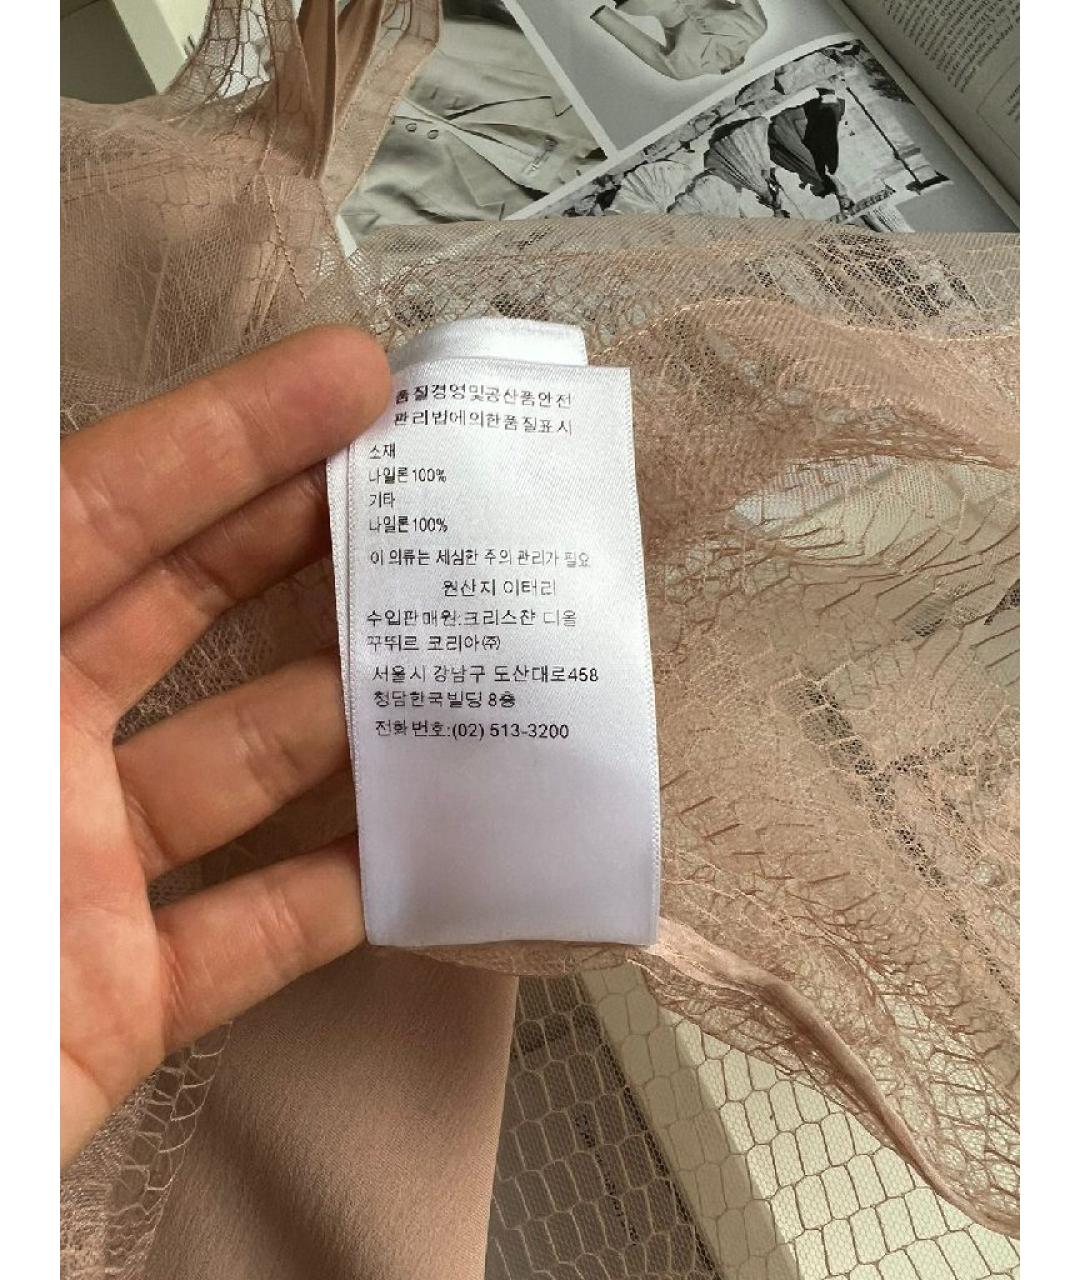 품질경영및공산품안전
관리법에의한품질표시
소재
나일론100%
기타
나일론100%
이 의류는 세심한 주의 관리가 필요
원산지 이태리
수입판매원:크리스챤 디올
꾸뛰르 코리아㈜
서울시 강남구 도산대로458
청담한국빌딩 8층
전화번호:(02) 513-3200